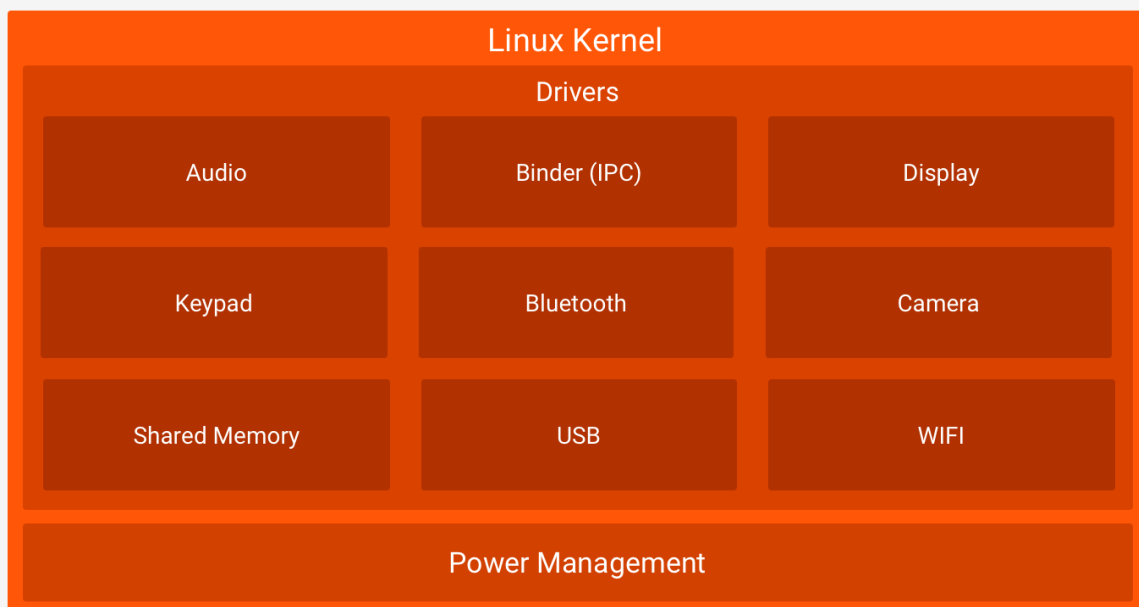 Linux Kernel
Drivers
Audio
Binder (IPC)
Display
Keypad
Bluetooth
Camera
Shared Memory
USB
WIFI
Power Management